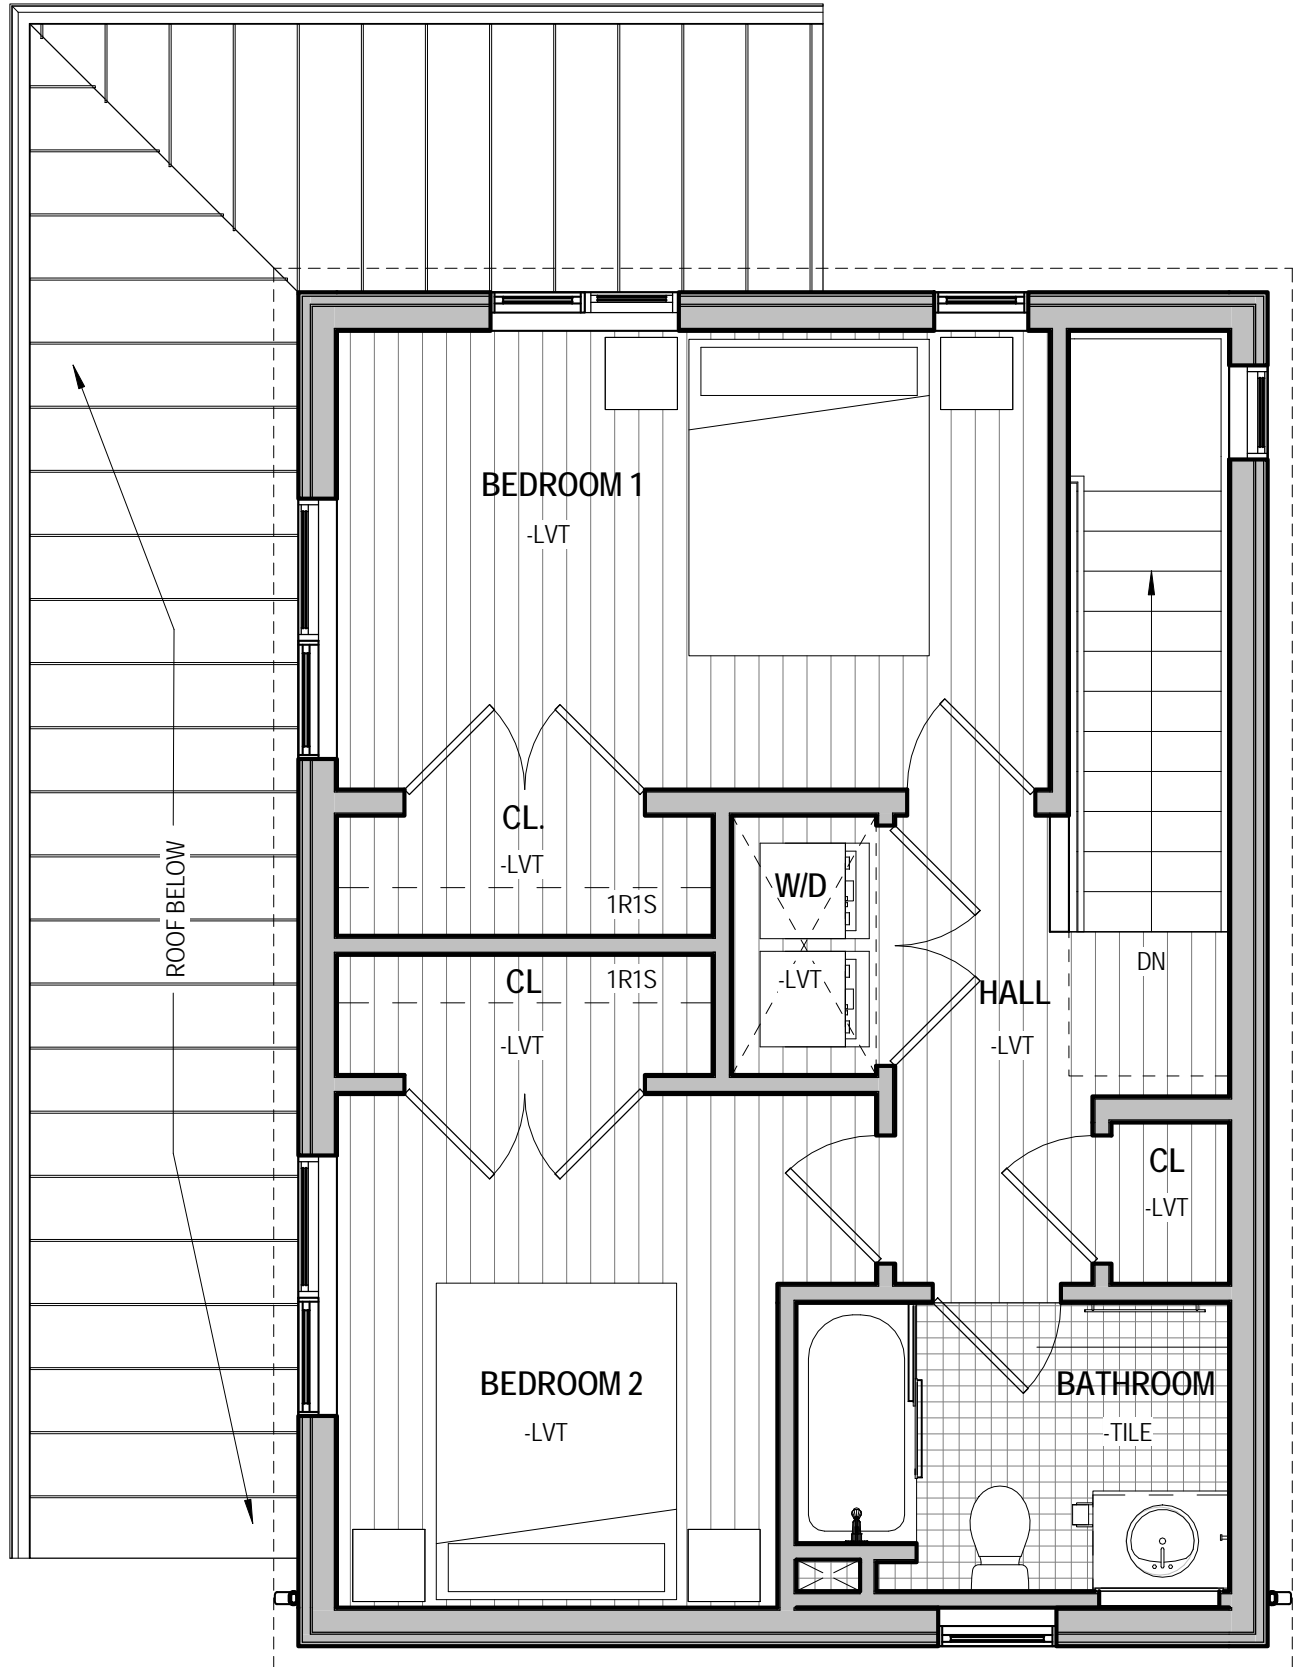 BEDROOM 1
-LVT
CL.
-LVT
1R1S
W/D
-LVT
ROOF BELOW
CL
1R1S
-LVT
HALL
-LVT
DN
CL
-LVT
BEDROOM 2
-LVT
BATHROOM
-TILE